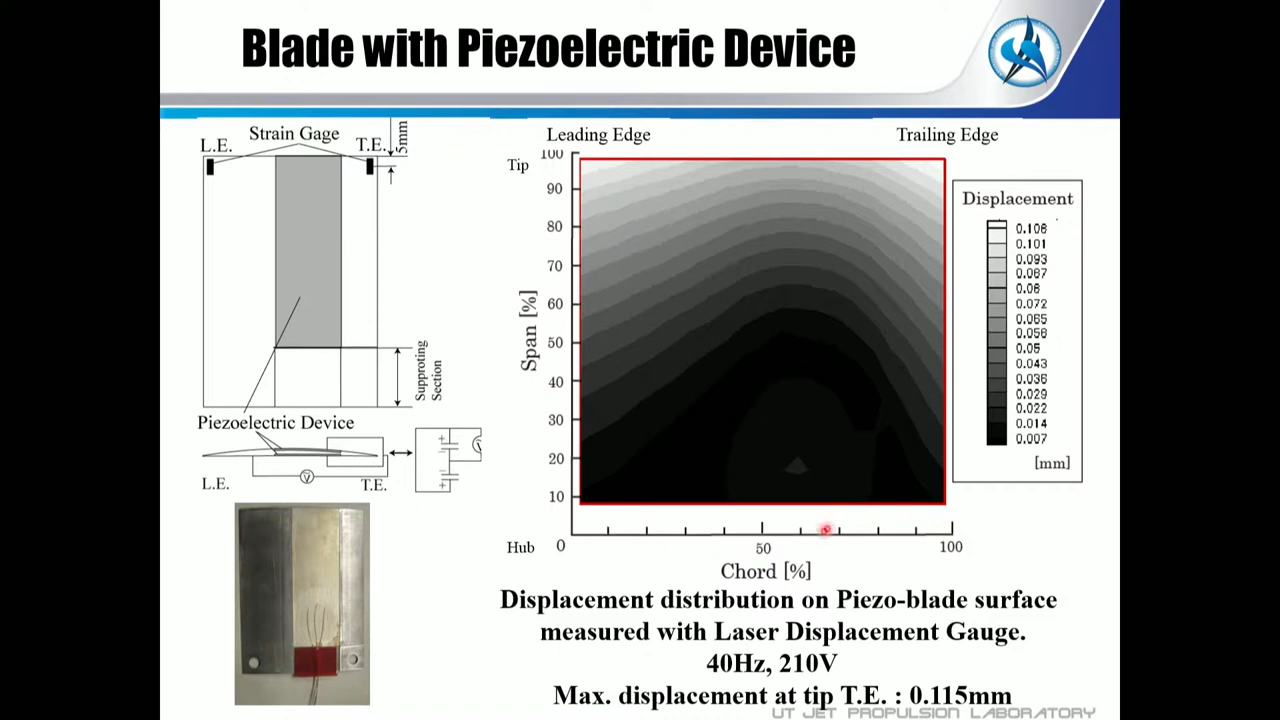 Blade with Piezoelectric Device
Strain Gage
L.E.
T.E.
5mm
Supproting
Section
Piezoelectric Device
V
L.E.
T.E.
Leading Edge
Trailing Edge
Tip
100
90
80
70
60
50
40
30
20
10
Span [%]
Hub
0
50
100
Chord [%]
Displacement
0.106
0.101
0.093
0.087
0.08
0.072
0.065
0.058
0.05
0.043
0.036
0.029
0.022
0.014
0.007
[mm]
Displacement distribution on Piezo-blade surface
measured with Laser Displacement Gauge.
40Hz, 210V
Max. displacement at tip T.E. : 0.115mm
UT JET PROPULSION LABORATORY